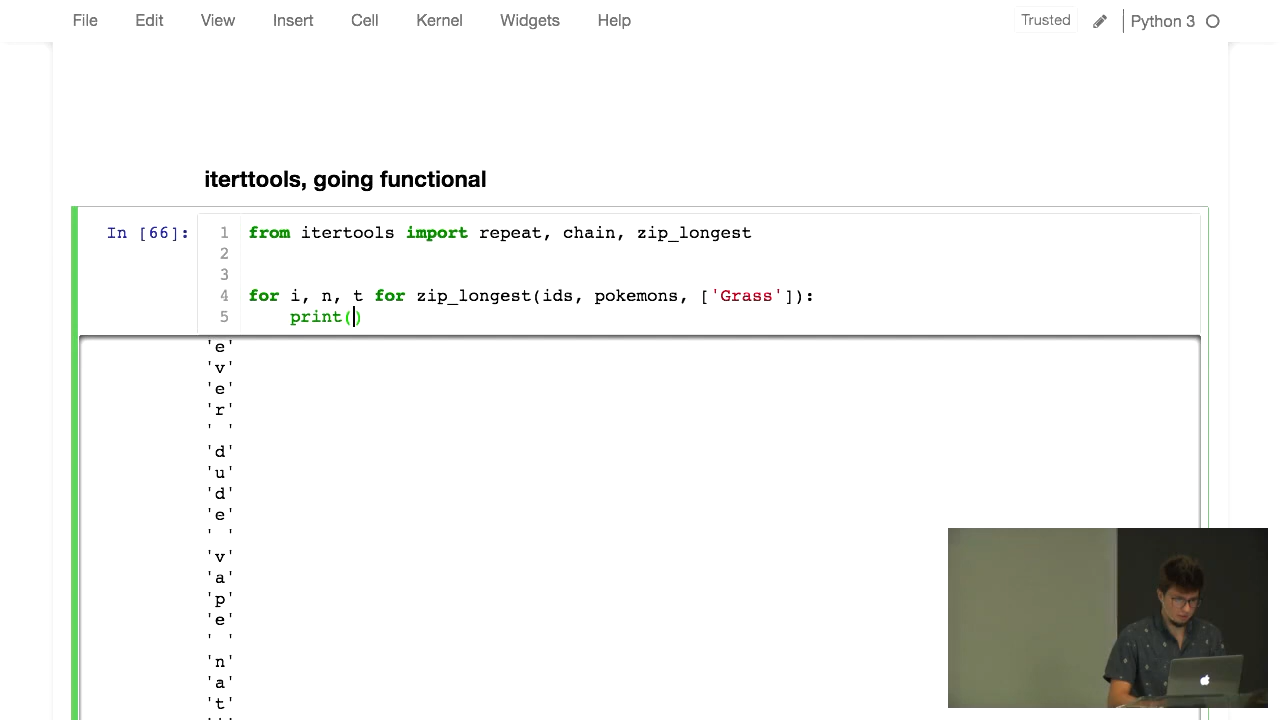 File Edit View Insert Cell Kernel Widgets Help Trusted Python 3
iterttools, going functional
In [66]: 1 from itertools import repeat, chain, zip_longest
2
3
4 for i, n, t for zip_longest(ids, pokemons, ['Grass']):
5 print()
'e'
'v'
'e'
'r'
' '
'd'
'u'
'd'
'e'
' '
'v'
'a'
'p'
'e'
' '
'n'
'a'
't'